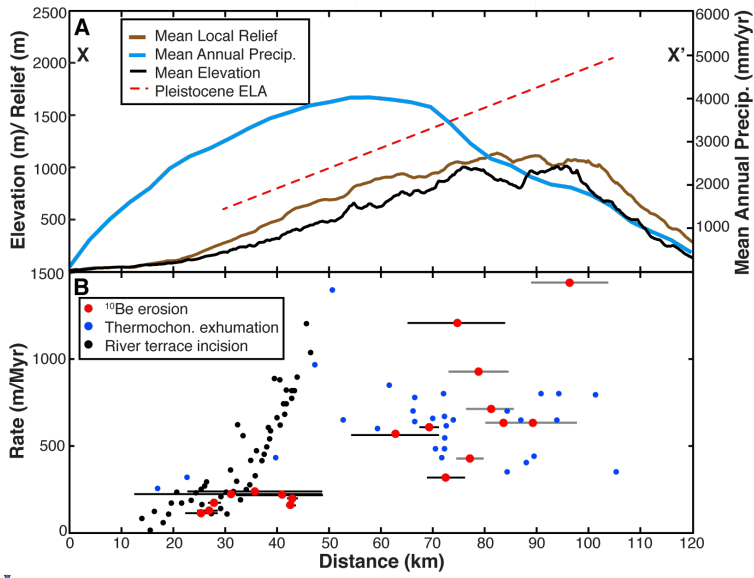 A
X
X'
Mean Local Relief
Mean Annual Precip.
Mean Elevation
Pleistocene ELA
Elevation (m)/ Relief (m)
2500
2000
1500
1000
500
Mean Annual Precip. (mm/yr)
6000
5000
4000
3000
2000
1000
B
¹⁰Be erosion
Thermochon. exhumation
River terrace incision
Rate (m/Myr)
1500
1000
500
0
0 10 20 30 40 50 60 70 80 90 100 110 120
Distance (km)